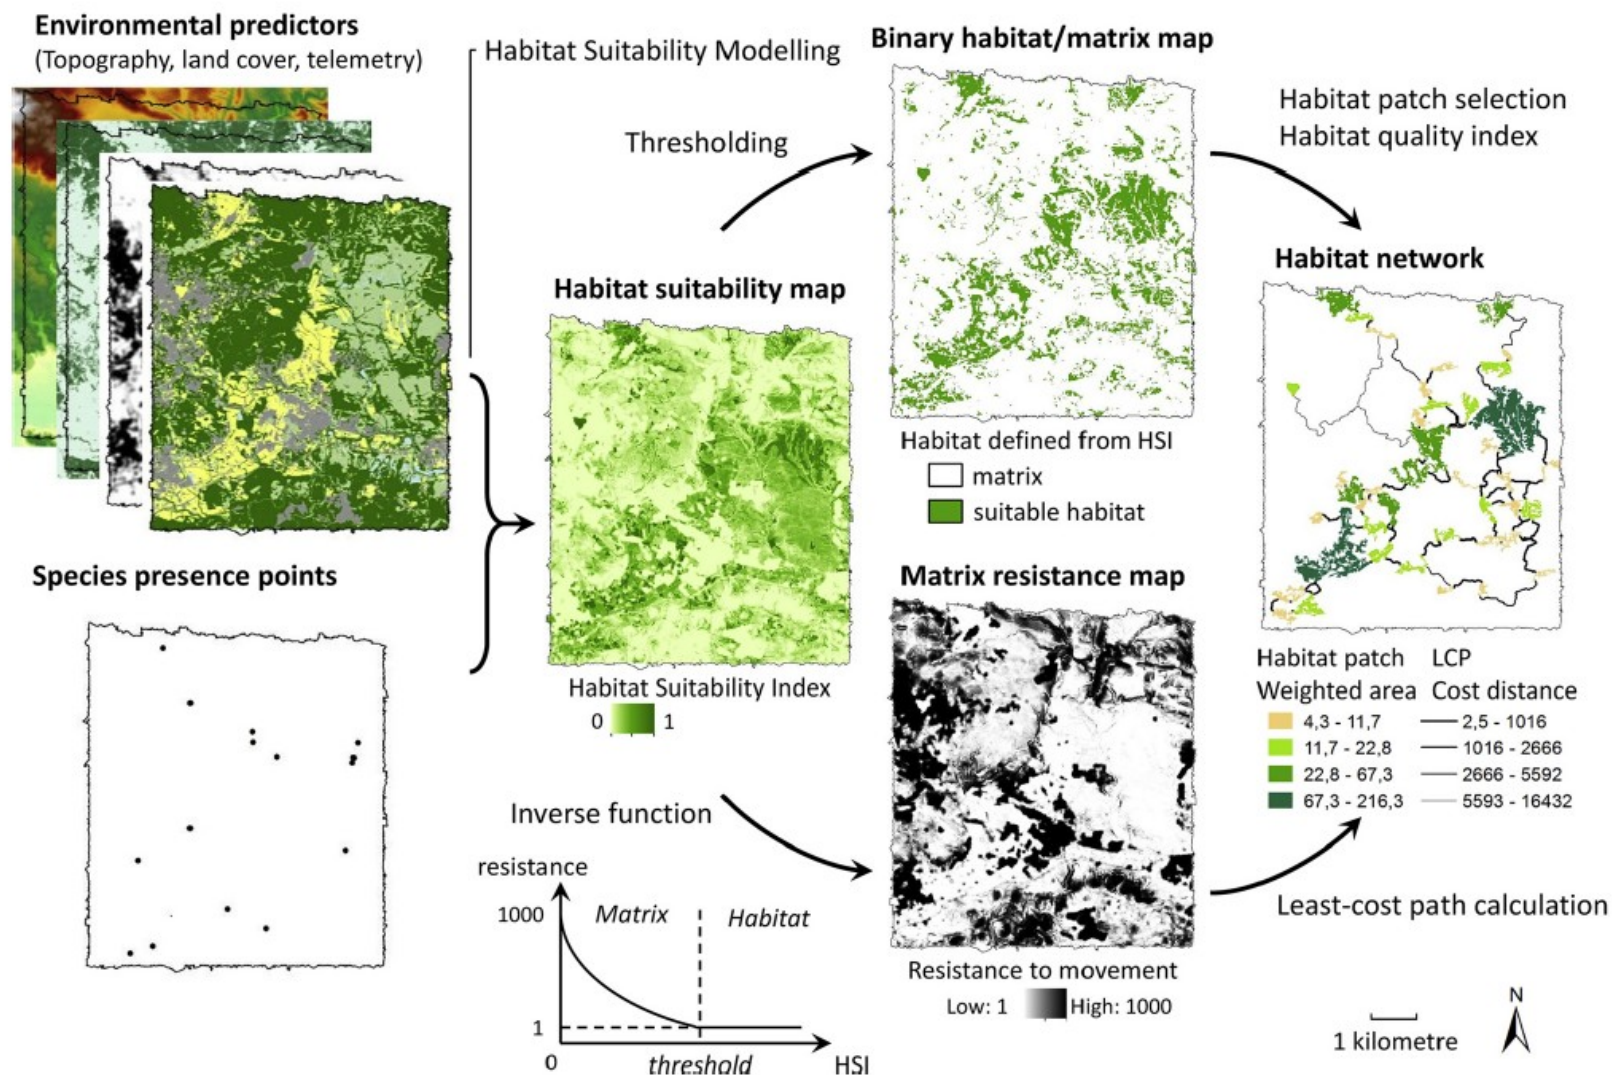 Environmental predictors
(Topography, land cover, telemetry)
Habitat Suitability Modelling
Species presence points
Thresholding
Habitat suitability map
Habitat Suitability Index
0 1
Inverse function
resistance
1000
Matrix
Habitat
1
0
threshold
HSI
Binary habitat/matrix map
Habitat defined from HSI
matrix
suitable habitat
Matrix resistance map
Resistance to movement
Low: 1 High: 1000
Habitat patch selection
Habitat quality index
Habitat network
Habitat patch LCP
Weighted area Cost distance
4,3 - 11,7 2,5 - 1016
11,7 - 22,8 1016 - 2666
22,8 - 67,3 2666 - 5592
67,3 - 216,3 5593 - 16432
Least-cost path calculation
N
1 kilometre